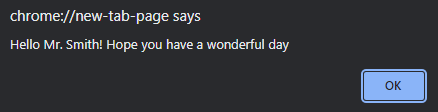 chrome://new-tab-page says
Hello Mr. Smith! Hope you have a wonderful day
OK